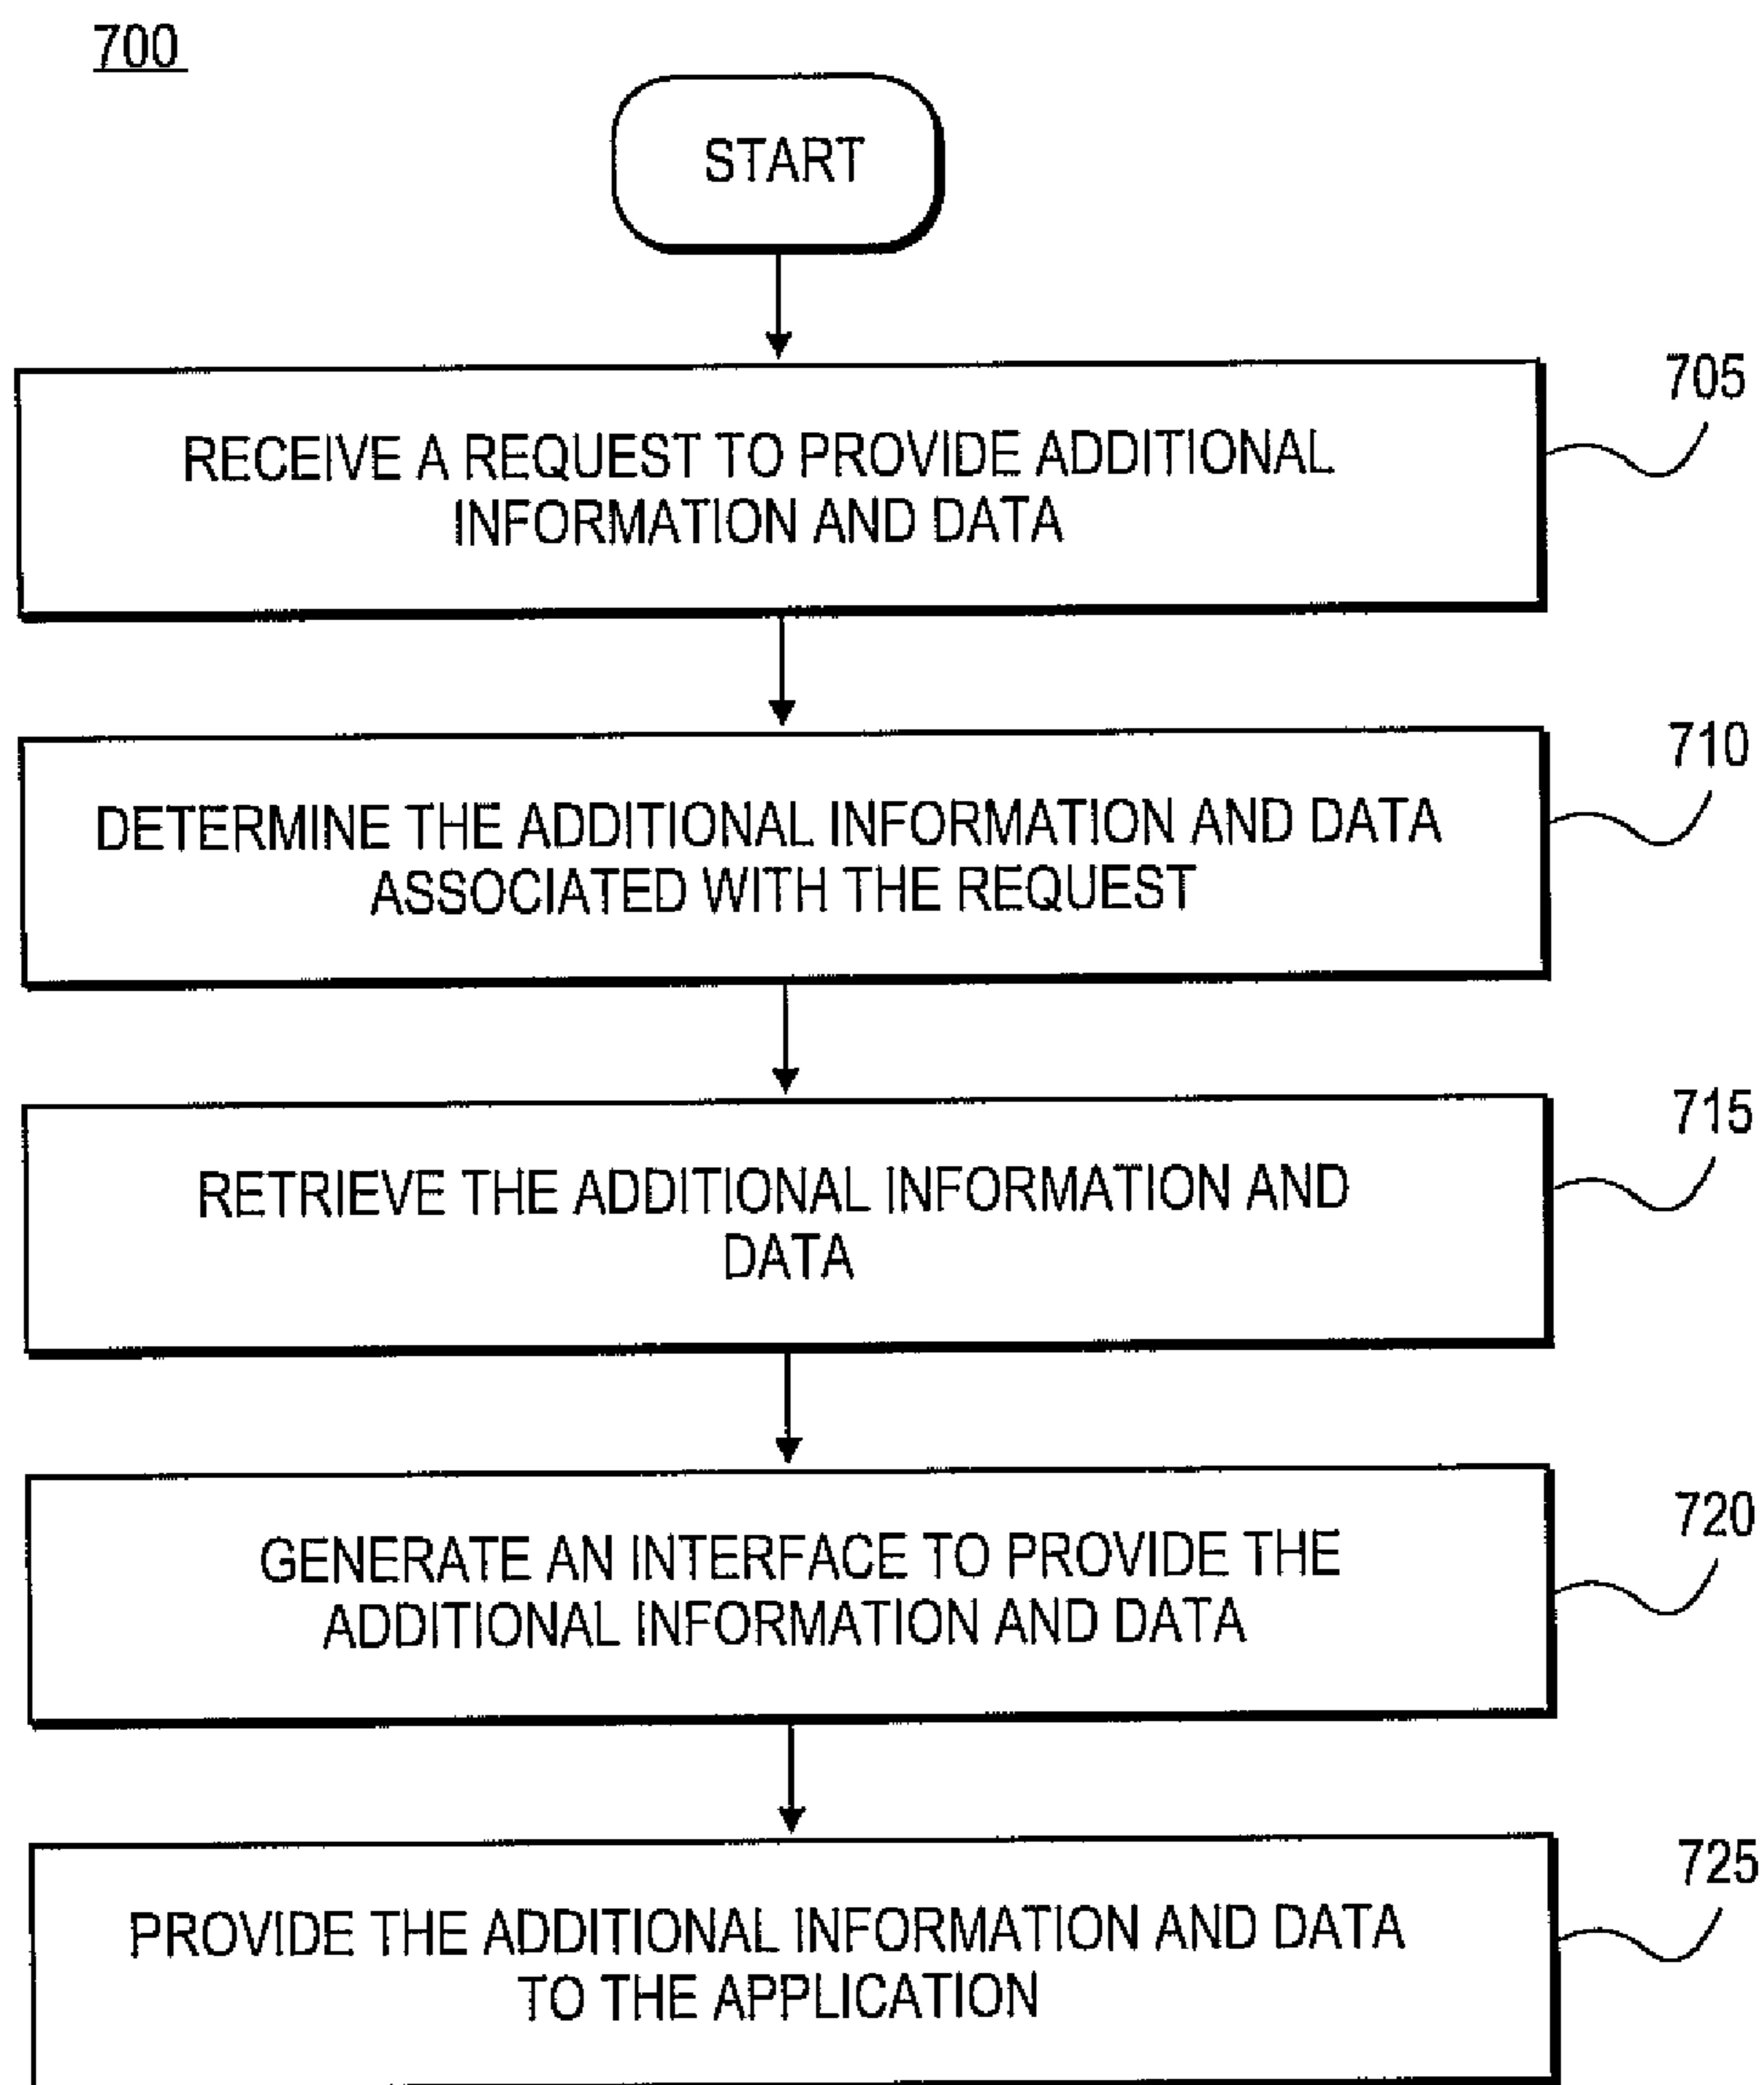 700
START
705
RECEIVE A REQUEST TO PROVIDE ADDITIONAL
INFORMATION AND DATA
710
DETERMINE THE ADDITIONAL INFORMATION AND DATA
ASSOCIATED WITH THE REQUEST
715
RETRIEVE THE ADDITIONAL INFORMATION AND
DATA
720
GENERATE AN INTERFACE TO PROVIDE THE
ADDITIONAL INFORMATION AND DATA
725
PROVIDE THE ADDITIONAL INFORMATION AND DATA
TO THE APPLICATION